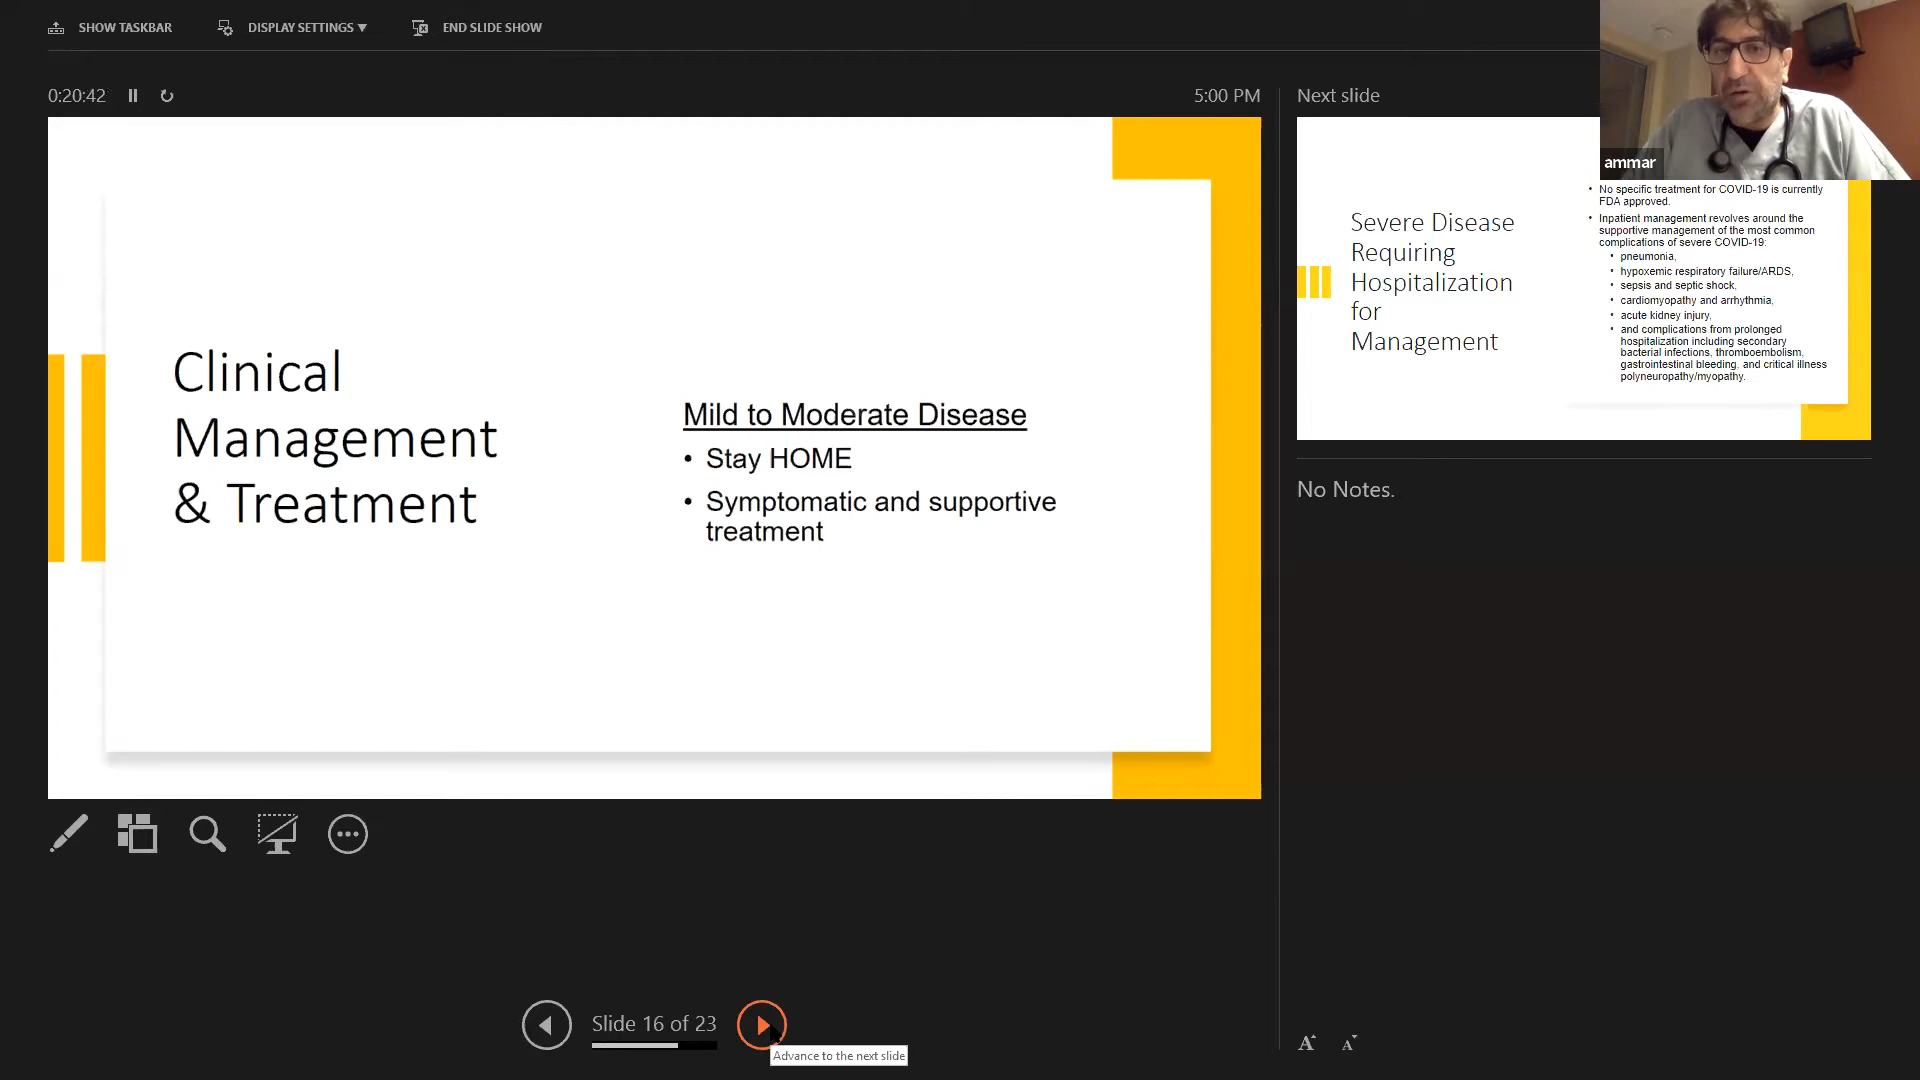 SHOW TASKBAR
DISPLAY SETTINGS ▼
END SLIDE SHOW
0:20:42
5:00 PM
Next slide
ammar
Clinical
Management
& Treatment
Mild to Moderate Disease
• Stay HOME
• Symptomatic and supportive
treatment
Severe Disease
Requiring
Hospitalization
for
Management
• No specific treatment for COVID-19 is currently
FDA approved.
• Inpatient management revolves around the
supportive management of the most common
complications of severe COVID-19:
• pneumonia,
• hypoxemic respiratory failure/ARDS,
• sepsis and septic shock,
• cardiomyopathy and arrhythmia,
• acute kidney injury,
• and complications from prolonged
hospitalization including secondary
bacterial infections, thromboembolism,
gastrointestinal bleeding, and critical illness
polyneuropathy/myopathy.
No Notes.
Slide 16 of 23
Advance to the next slide
A A